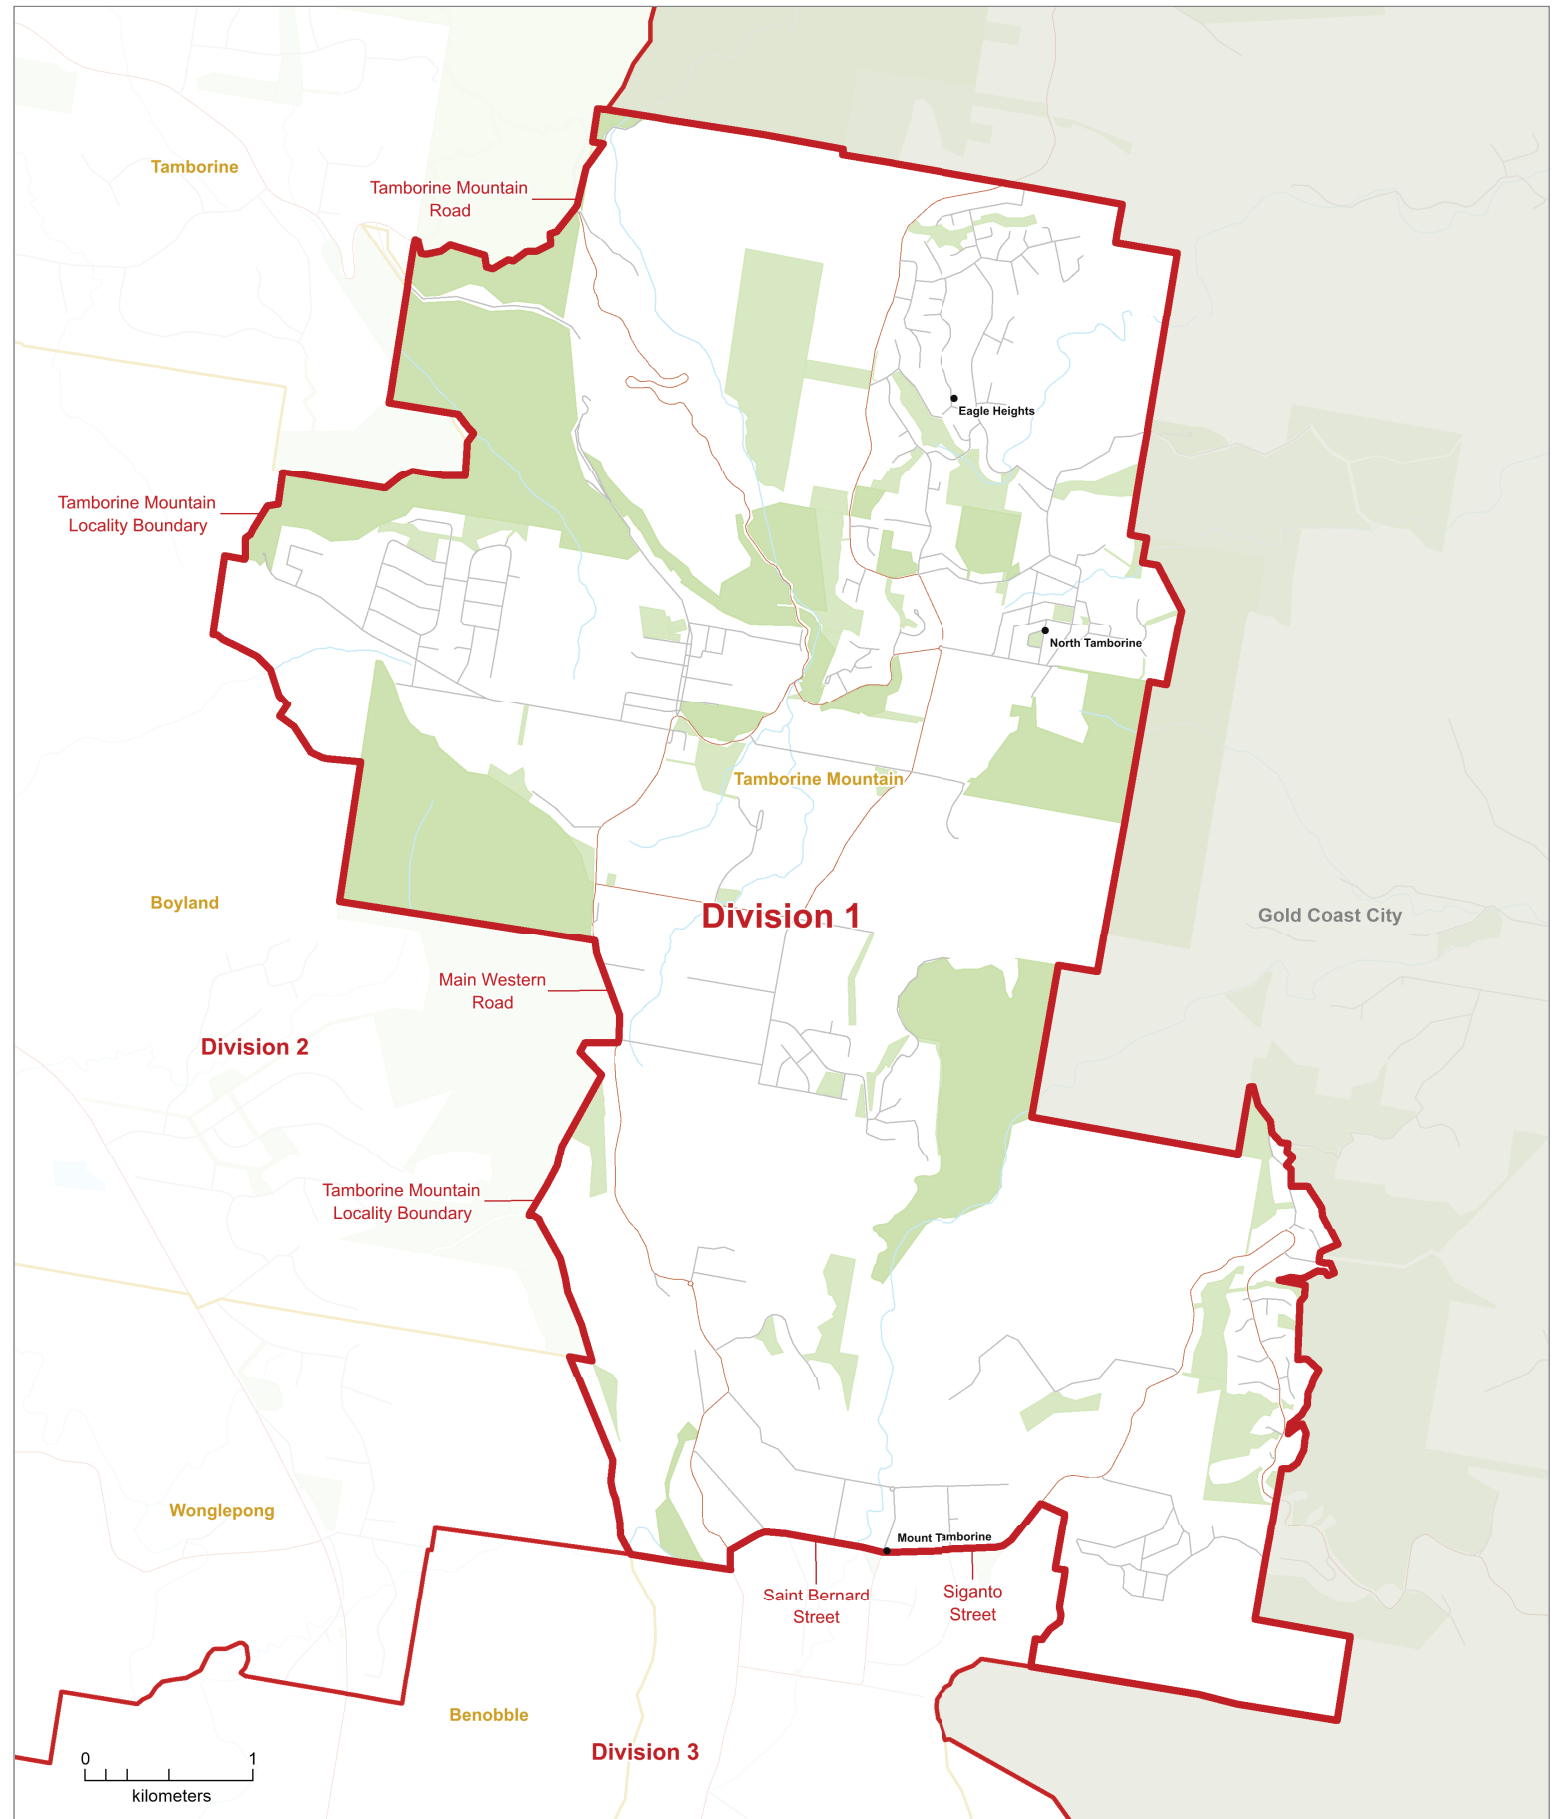 Tamborine
Tamborine Mountain
Road
Eagle Heights
Tamborine Mountain
Locality Boundary
North Tamborine
Tamborine Mountain
Boyland
Division 1
Gold Coast City
Main Western
Road
Division 2
Tamborine Mountain
Locality Boundary
Wonglepong
Mount Tamborine
Saint Bernard
Street
Siganto
Street
Benobble
Division 3
0 1
kilometers